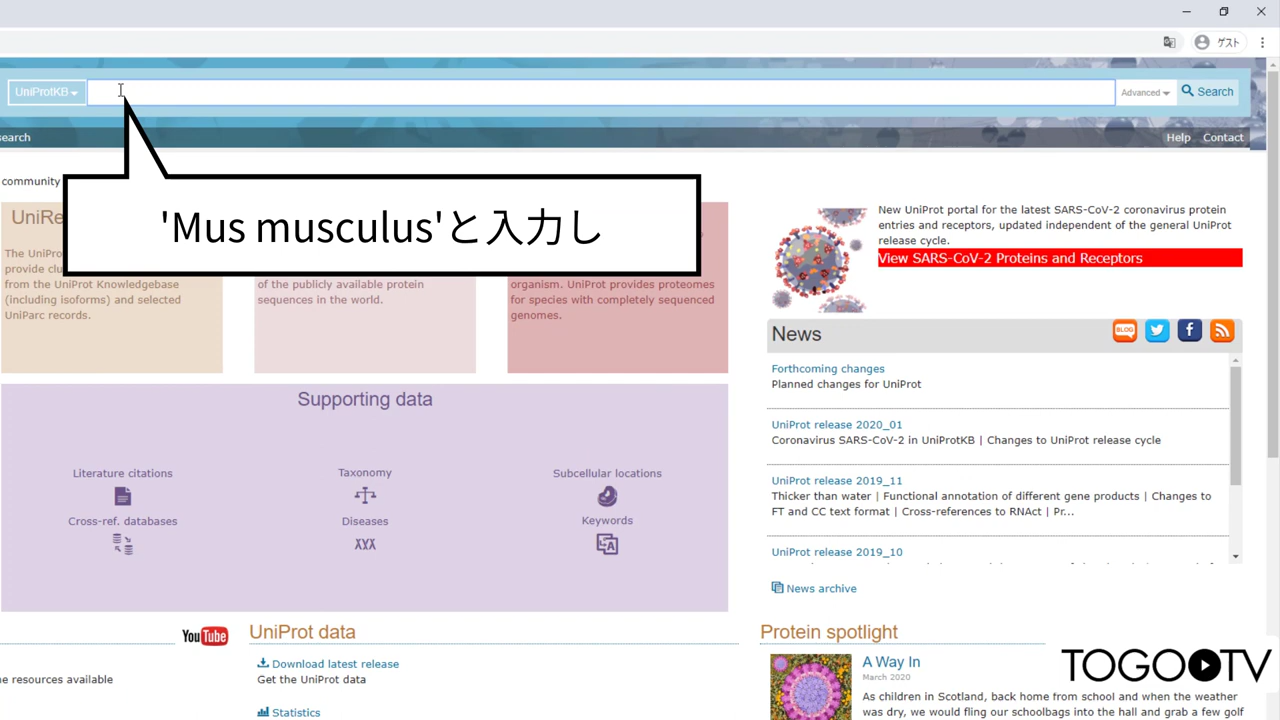 ゲスト
UniProtKB
Advanced
Search
search
Help
Contact
community
'Mus musculus'と入力し
UniRe
The UniPro
provide clu
from the UniProt Knowledgebase
(including isoforms) and selected
UniParc records.
of the publicly available protein
sequences in the world.
organism. UniProt provides proteomes
for species with completely sequenced
genomes.
New UniProt portal for the latest SARS-CoV-2 coronavirus protein
entries and receptors, updated independent of the general UniProt
release cycle.
View SARS-CoV-2 Proteins and Receptors
News
BLOG
Forthcoming changes
Planned changes for UniProt
UniProt release 2020_01
Coronavirus SARS-CoV-2 in UniProtKB | Changes to UniProt release cycle
UniProt release 2019_11
Thicker than water | Functional annotation of different gene products | Changes to
FT and CC text format | Cross-references to RNAct | Pr...
UniProt release 2019_10
News archive
Supporting data
Literature citations
Taxonomy
Subcellular locations
Cross-ref. databases
Diseases
Keywords
YouTube
UniProt data
Download latest release
Get the UniProt data
Statistics
e resources available
Protein spotlight
A Way In
March 2020
As children in Scotland, back home from school and when the weather
was dry, we would fling our schoolbags into the hall and grab a few golf
TOGOTV